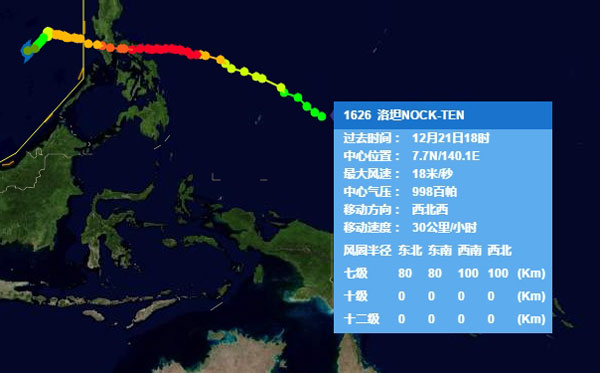 1626 洛坦NOCK-TEN
过去时间： 12月21日18时
中心位置： 7.7N/140.1E
最大风速： 18米/秒
中心气压： 998百帕
移动方向： 西北西
移动速度： 30公里/小时
风圈半径 东北 东南 西南 西北
七级 80 80 100 100 (Km)
十级 0 0 0 0 (Km)
十二级 0 0 0 0 (Km)